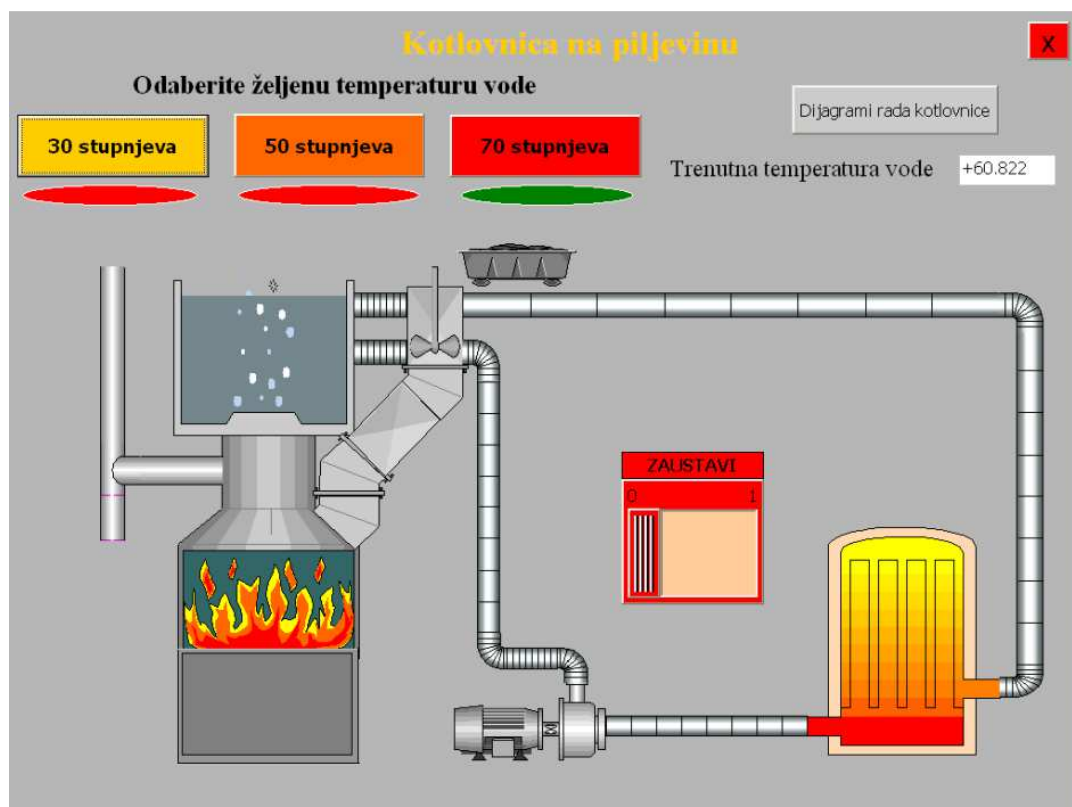 Kotlovnica na piljevinu
X
Odaberite željenu temperaturu vode
Dijagrami rada kotlovnice
30 stupnjeva
50 stupnjeva
70 stupnjeva
Trenutna temperatura vode
+60.822
ZAUSTAVI
0 1